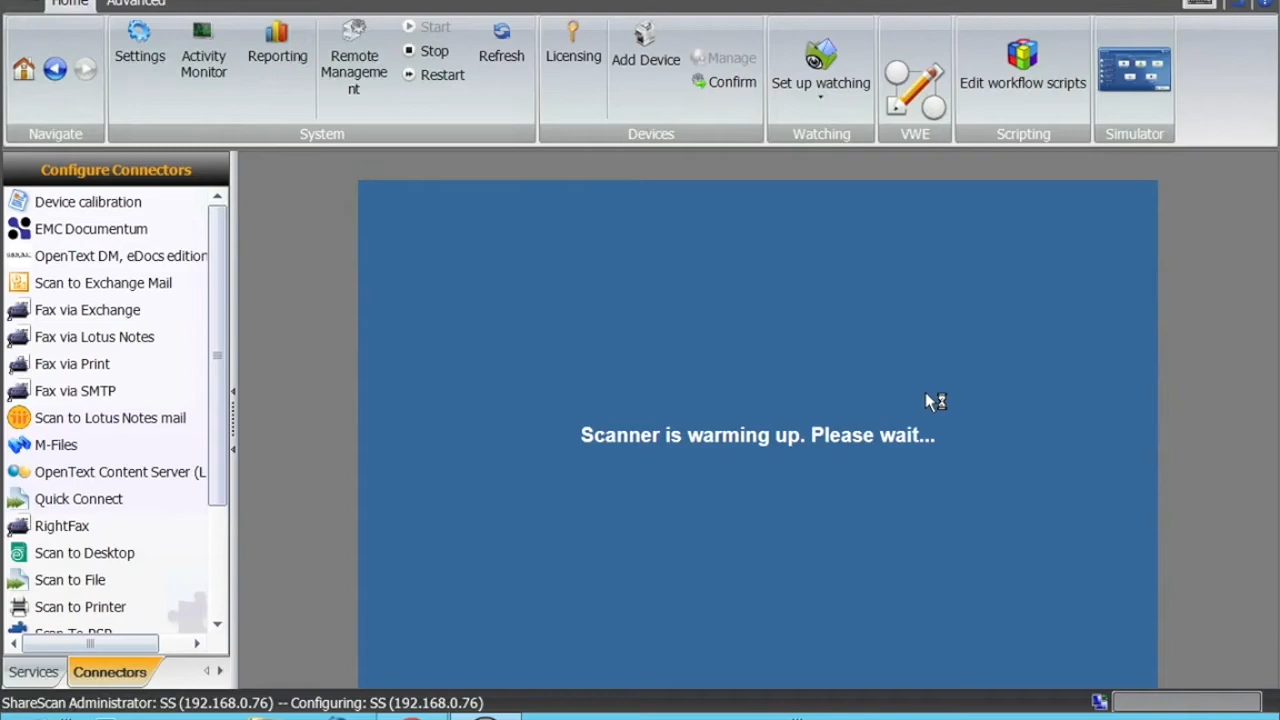 Home Advanced
Settings
Activity Monitor
Reporting
Remote Manageme nt
Start
Stop
Restart
Refresh
Licensing
Add Device
Manage
Confirm
Set up watching
Edit workflow scripts
Navigate
System
Devices
Watching
VWE
Scripting
Simulator
Configure Connectors
Device calibration
EMC Documentum
OpenText DM, eDocs edition
Scan to Exchange Mail
Fax via Exchange
Fax via Lotus Notes
Fax via Print
Fax via SMTP
Scan to Lotus Notes mail
M-Files
OpenText Content Server (L
Quick Connect
RightFax
Scan to Desktop
Scan to File
Scan to Printer
Scan To
Services Connectors
Scanner is warming up. Please wait...
ShareScan Administrator: SS (192.168.0.76) -- Configuring: SS (192.168.0.76)